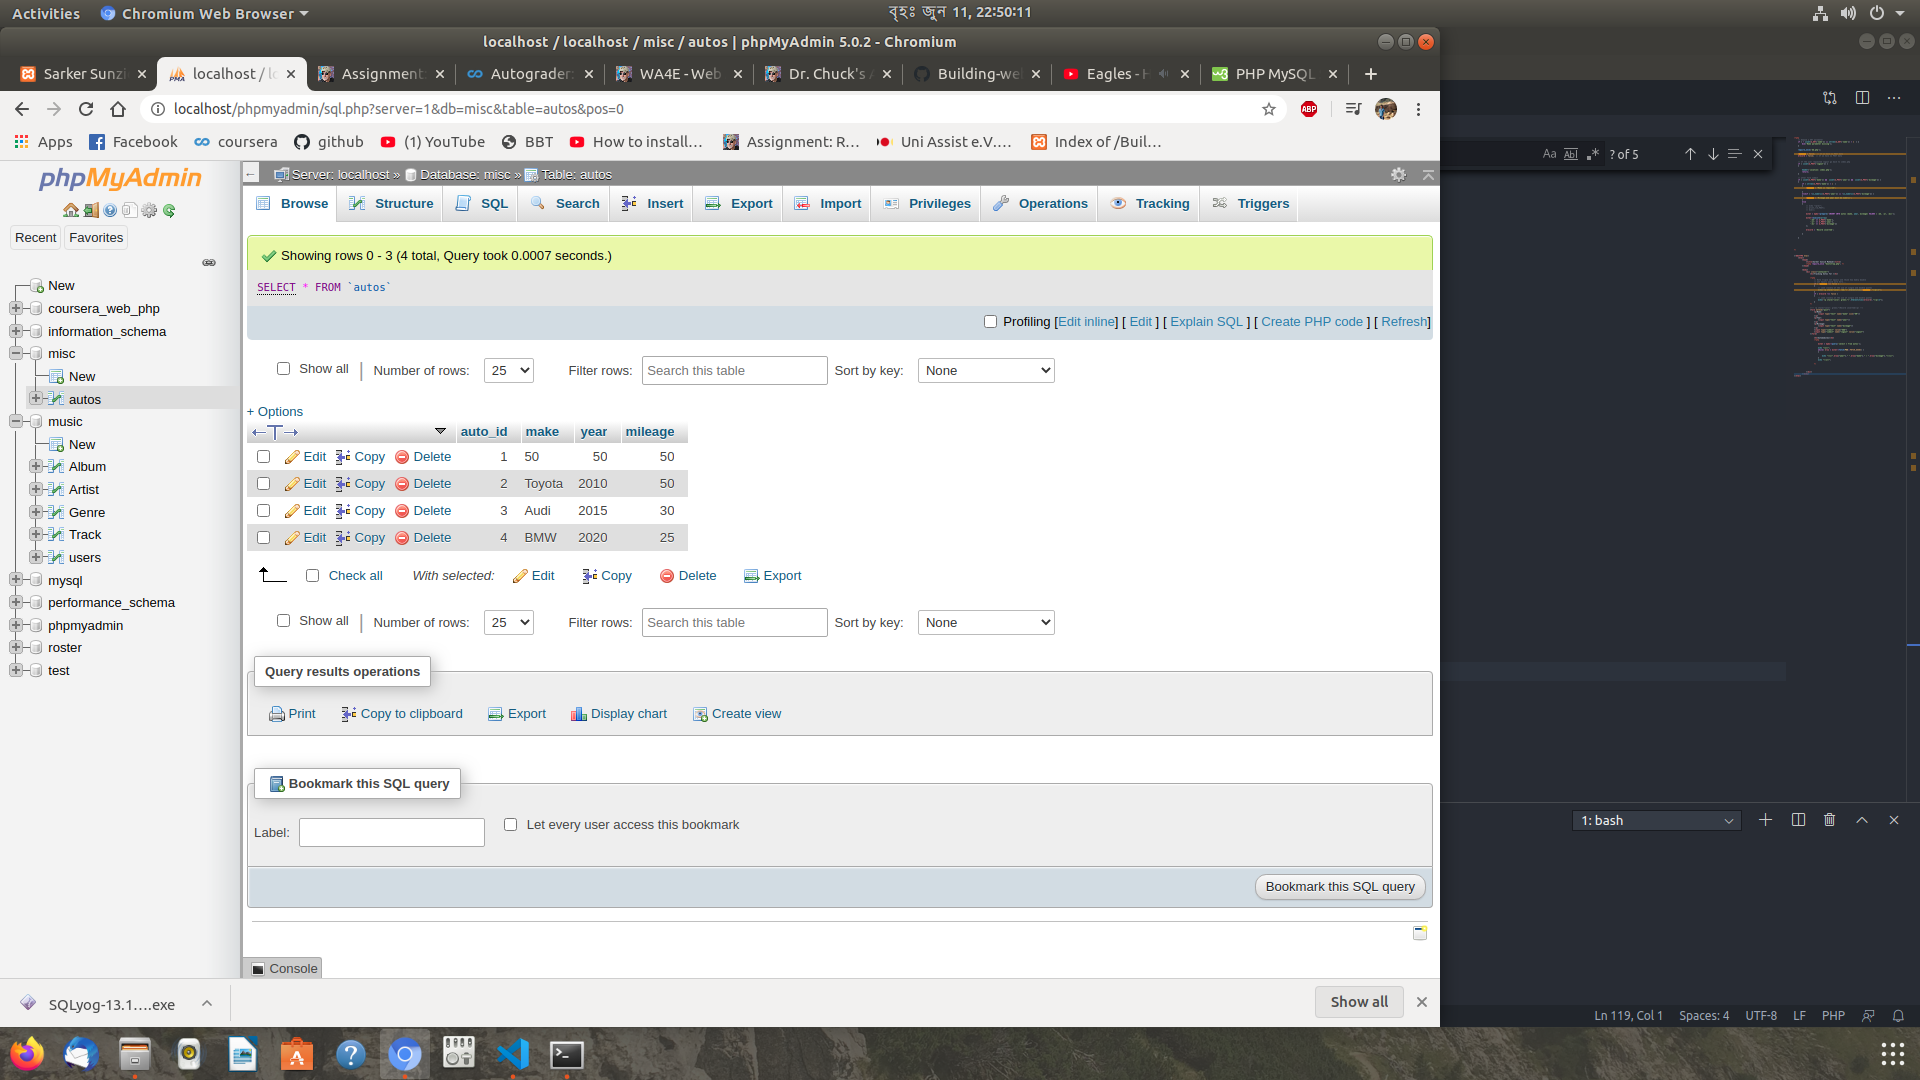 Activities Chromium Web Browser বৃহঃ জুন 11, 22:50:11
localhost / localhost / misc / autos | phpMyAdmin 5.0.2 - Chromium
Sarker Sunzi localhost / lo Assignment: Autograder: WA4E - Web Dr. Chuck's A Building-we Eagles - H PHP MySQL
localhost/phpmyadmin/sql.php?server=1&db=misc&table=autos&pos=0 ABP
Apps Facebook coursera github (1) YouTube BBT How to install… Assignment: R… Uni Assist e.V.… Index of /Buil…
Aa Abl .* ? of 5
phpMyAdmin
Recent Favorites
New
coursera_web_php
information_schema
misc
New
autos
music
New
Album
Artist
Genre
Track
users
mysql
performance_schema
phpmyadmin
roster
test
Server: localhost » Database: misc » Table: autos
Browse Structure SQL Search Insert Export Import Privileges Operations Tracking Triggers
Showing rows 0 - 3 (4 total, Query took 0.0007 seconds.)
SELECT * FROM `autos`
Profiling [Edit inline] [ Edit ] [ Explain SQL ] [ Create PHP code ] [ Refresh]
Show all | Number of rows: 25 Filter rows: Search this table Sort by key: None
+ Options
←T→ auto_id make year mileage
Edit Copy Delete 1 50 50 50
Edit Copy Delete 2 Toyota 2010 50
Edit Copy Delete 3 Audi 2015 30
Edit Copy Delete 4 BMW 2020 25
Check all With selected: Edit Copy Delete Export
Show all | Number of rows: 25 Filter rows: Search this table Sort by key: None
Query results operations
Print Copy to clipboard Export Display chart Create view
Bookmark this SQL query
Label: Let every user access this bookmark
Bookmark this SQL query
Console
1: bash
SQLyog-13.1….exe Show all
Ln 119, Col 1 Spaces: 4 UTF-8 LF PHP